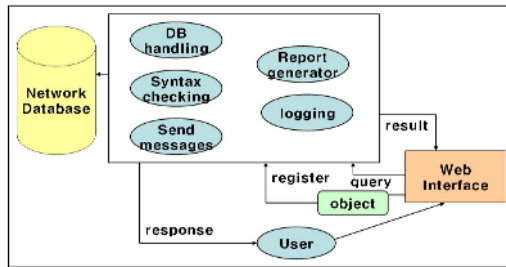 Network
Database
DB
handling
Syntax
checking
Send
messages
Report
generator
logging
result
Web
Interface
query
register
object
response
User